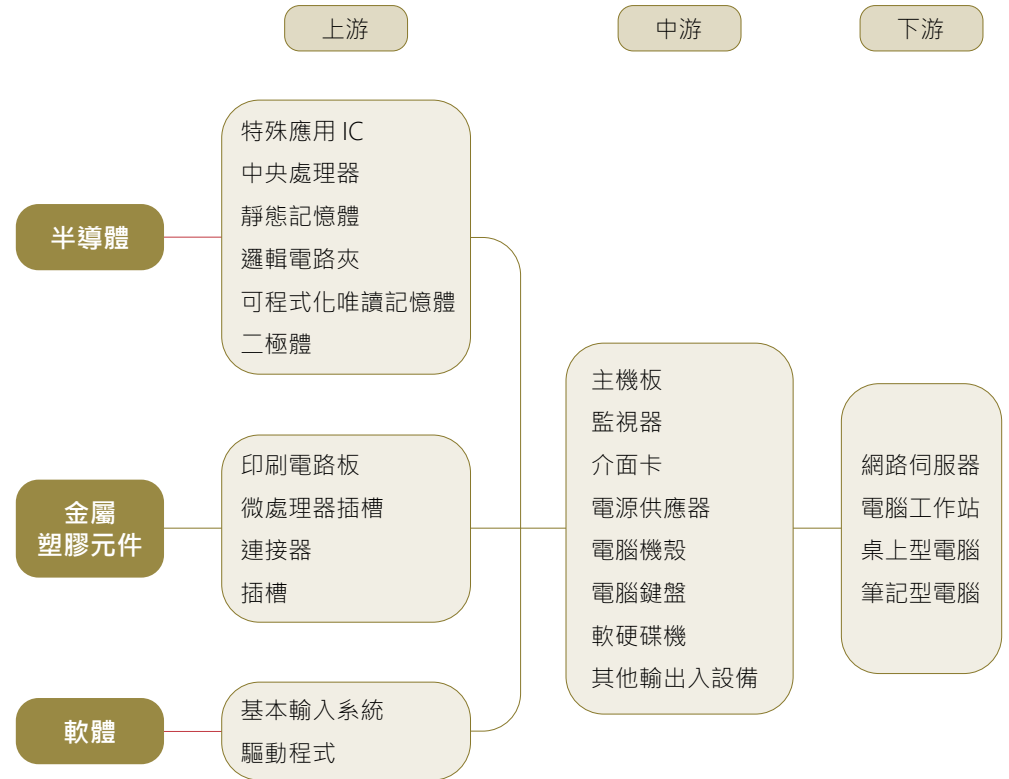 上游
中游
下游
半導體
特殊應用 IC
中央處理器
靜態記憶體
邏輯電路夾
可程式化唯讀記憶體
二極體
金屬
塑膠元件
印刷電路板
微處理器插槽
連接器
插槽
軟體
基本輸入系統
驅動程式
主機板
監視器
介面卡
電源供應器
電腦機殼
電腦鍵盤
軟硬碟機
其他輸出入設備
網路伺服器
電腦工作站
桌上型電腦
筆記型電腦